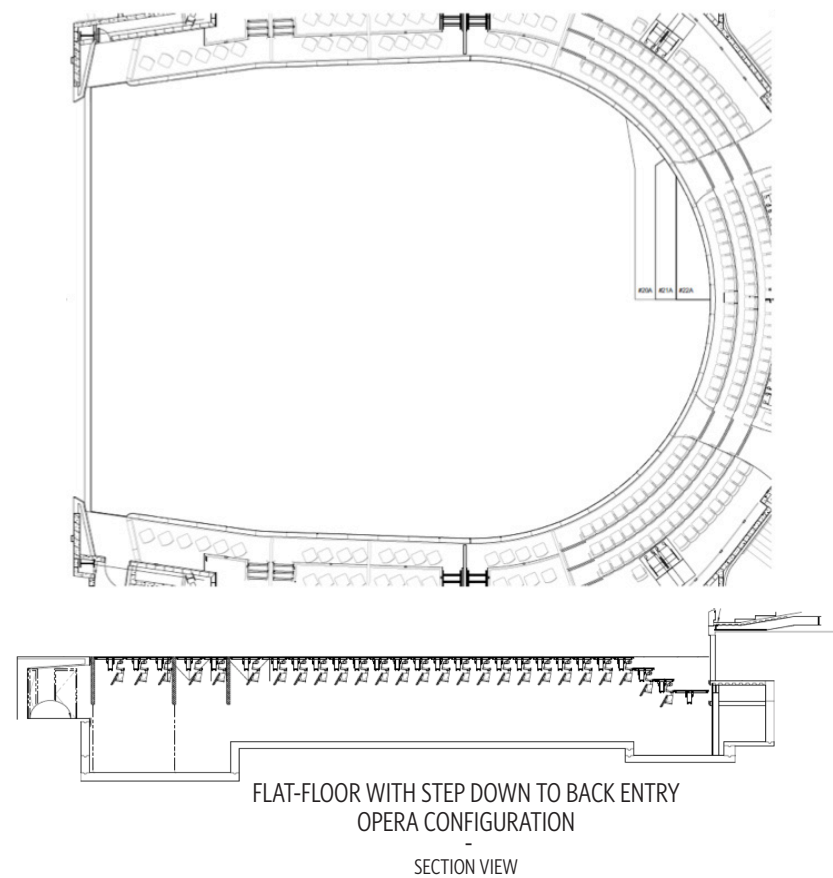 #20A #21A #22A
FLAT-FLOOR WITH STEP DOWN TO BACK ENTRY
OPERA CONFIGURATION
-
SECTION VIEW